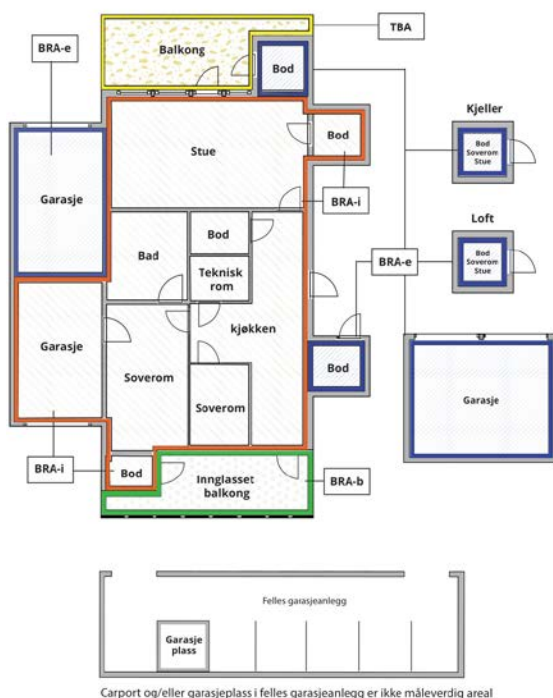 TBA
BRA-e
Balkong
Bod
Kjeller
Bod
Soverom
Stue
Stue
Bod
Garasje
BRA-i
Loft
Bod
Bad
Teknisk
rom
BRA-e
Bod
Soverom
Stue
kjøkken
Garasje
Soverom
Bod
Garasje
Soverom
BRA-i
Bod
Innglasset
balkong
BRA-b
Felles garasjeanlegg
Garasje
plass
Carport og/eller garasjeplass i felles garasjeanlegg er ikke måleverdig areal